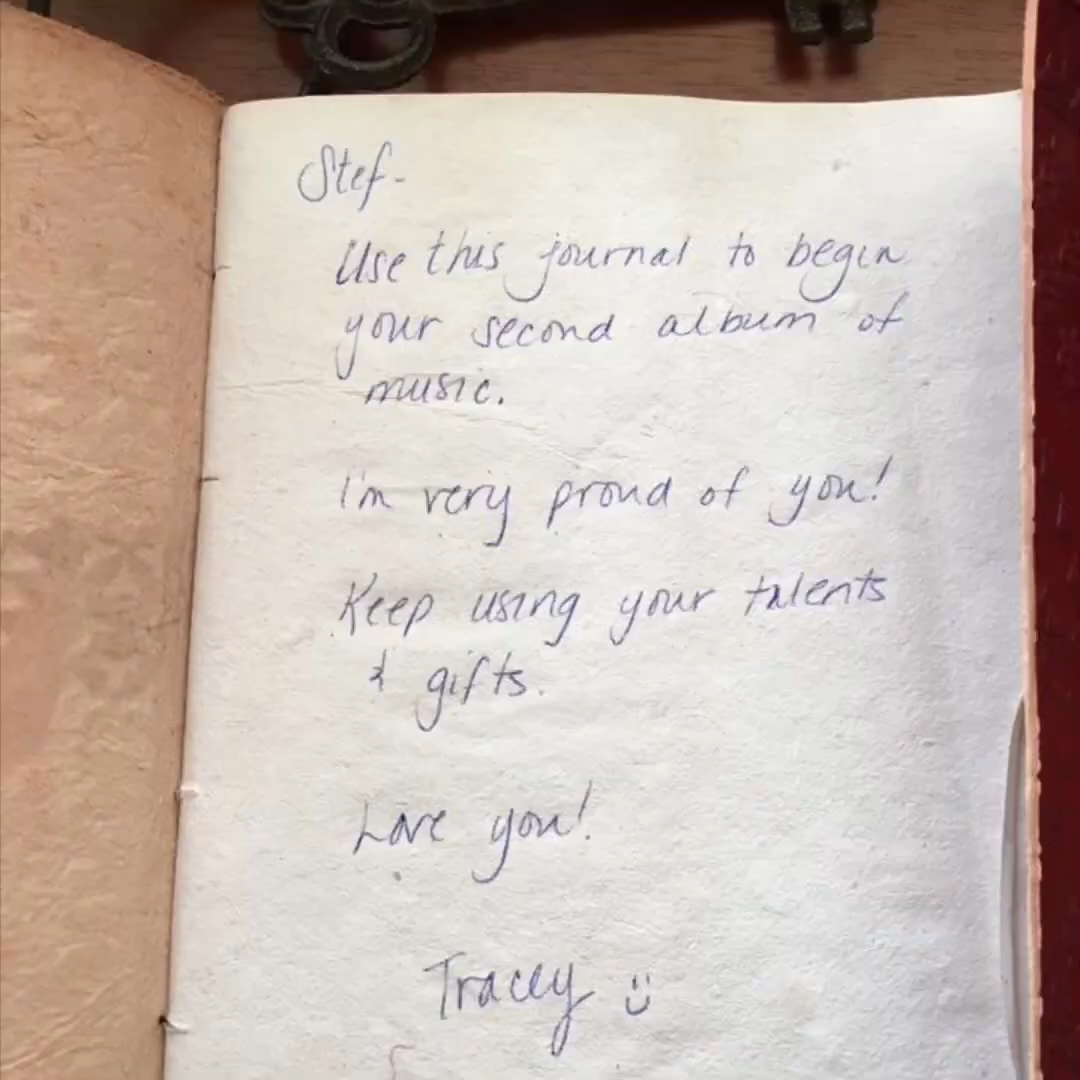 Stef-
Use this journal to begin
your second album of
music.
I'm very proud of you!
Keep using your talents
& gifts.
Love you!
Tracey :)